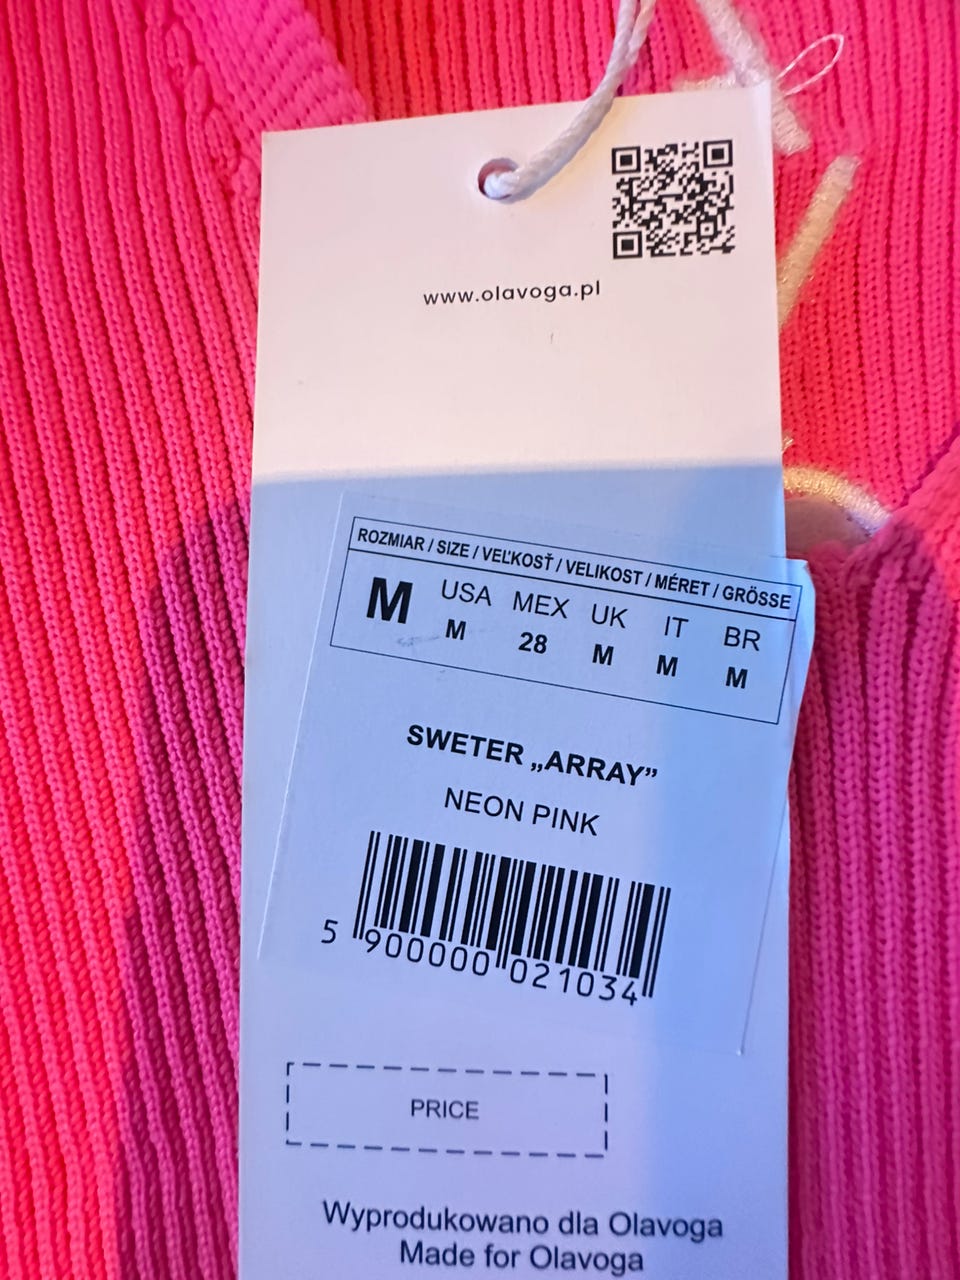 www.olavoga.pl
ROZMIAR / SIZE / VEĽKOSŤ / VELIKOST / MÉRET / GRÖSSE
M USA MEX UK IT BR
M 28 M M M
SWETER „ARRAY”
NEON PINK
5 900000 021034
PRICE
Wyprodukowano dla Olavoga
Made for Olavoga